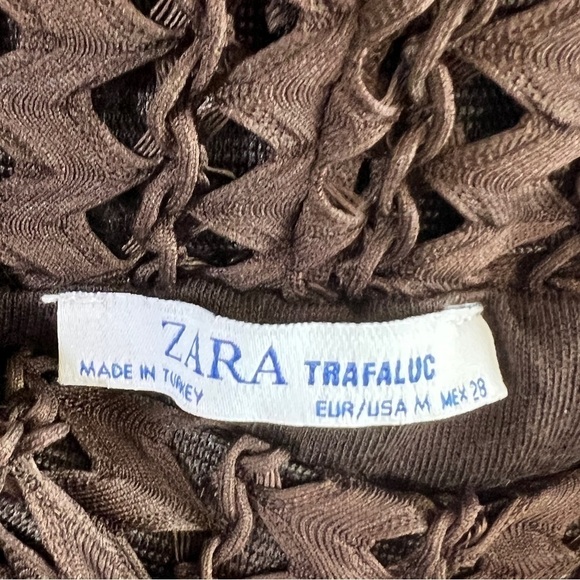 ZARA TRAFALUC
MADE IN TURKEY
EUR/USA M MEX 28